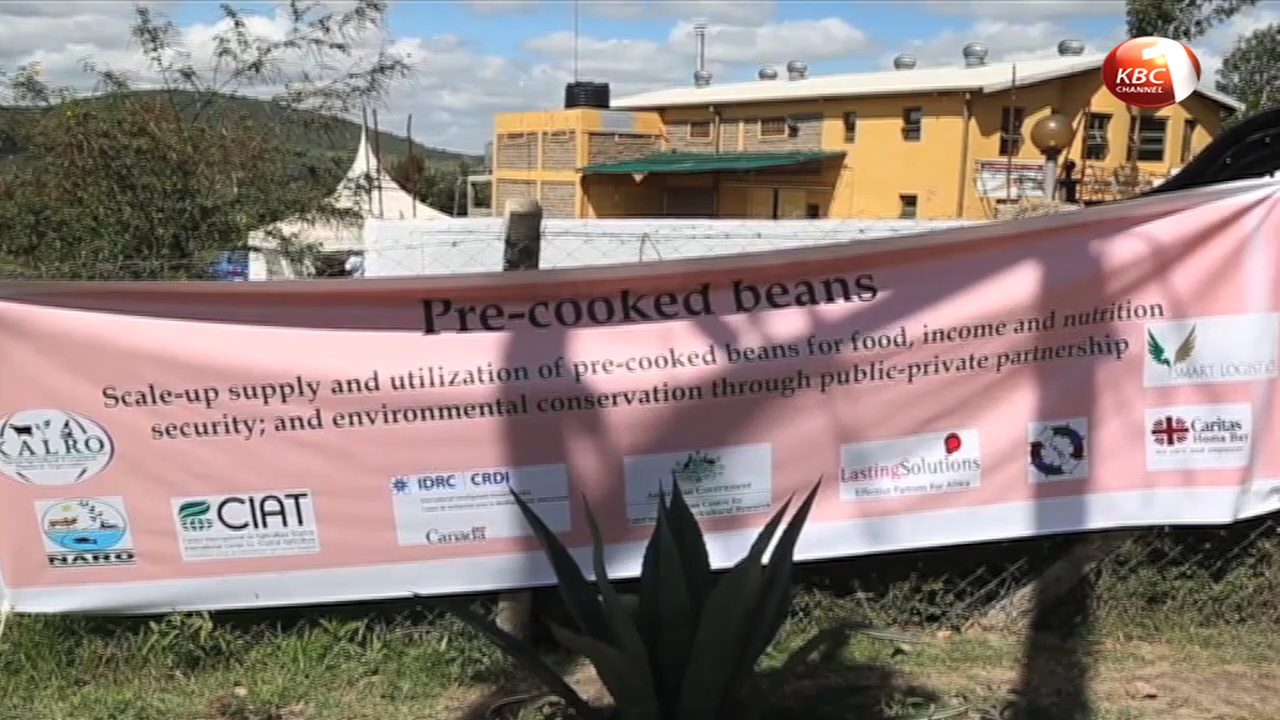 KBC
CHANNEL 1
Pre-cooked beans
Scale-up supply and utilization of pre-cooked beans for food, income and nutrition
security; and environmental conservation through public-private partnership
SMART LOGISTIC
KALRO
Caritas
Homa Bay
LastingSolutions
Effective Partners For Africa
IDRC CRDI
Canada
CIAT
NARO